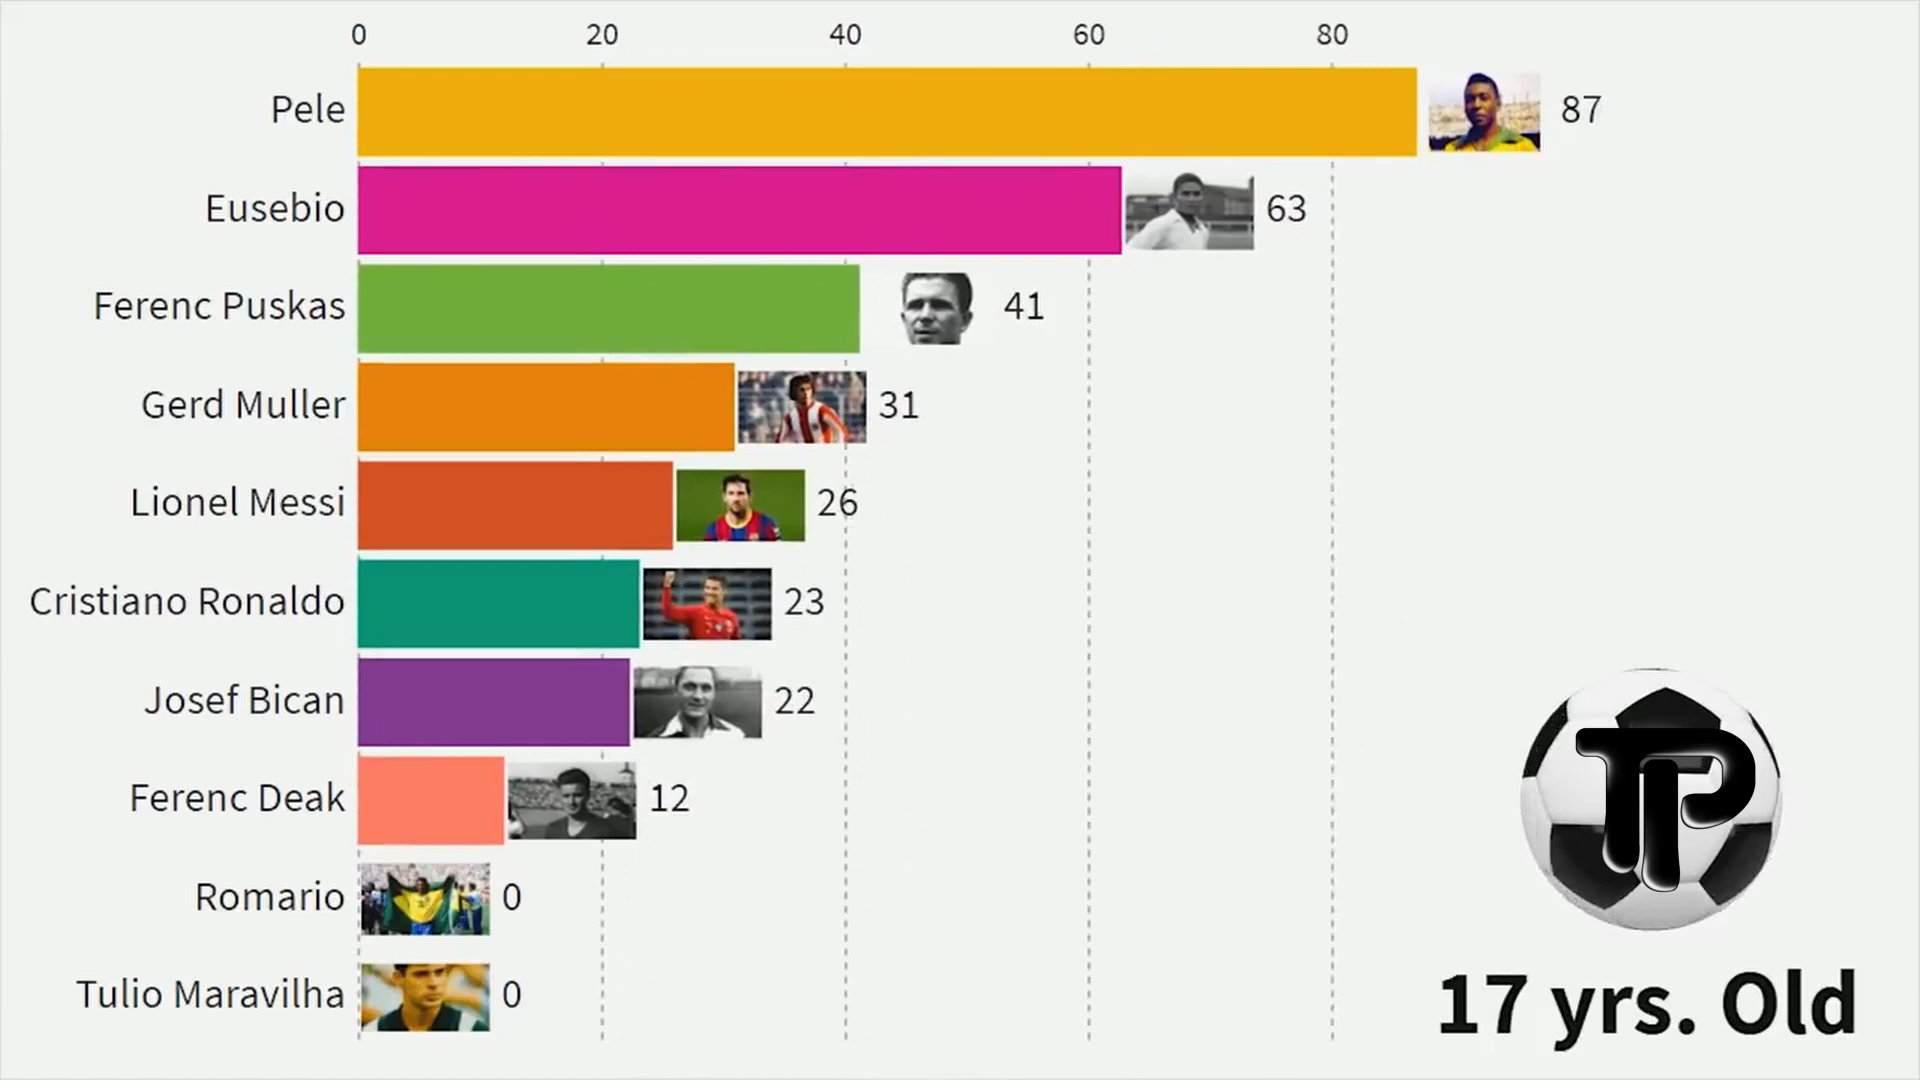 0 20 40 60 80
Pele 87
Eusebio 63
Ferenc Puskas 41
Gerd Muller 31
Lionel Messi 26
Cristiano Ronaldo 23
Josef Bican 22
Ferenc Deak 12
Romario 0
Tulio Maravilha 0
TP
17 yrs. Old